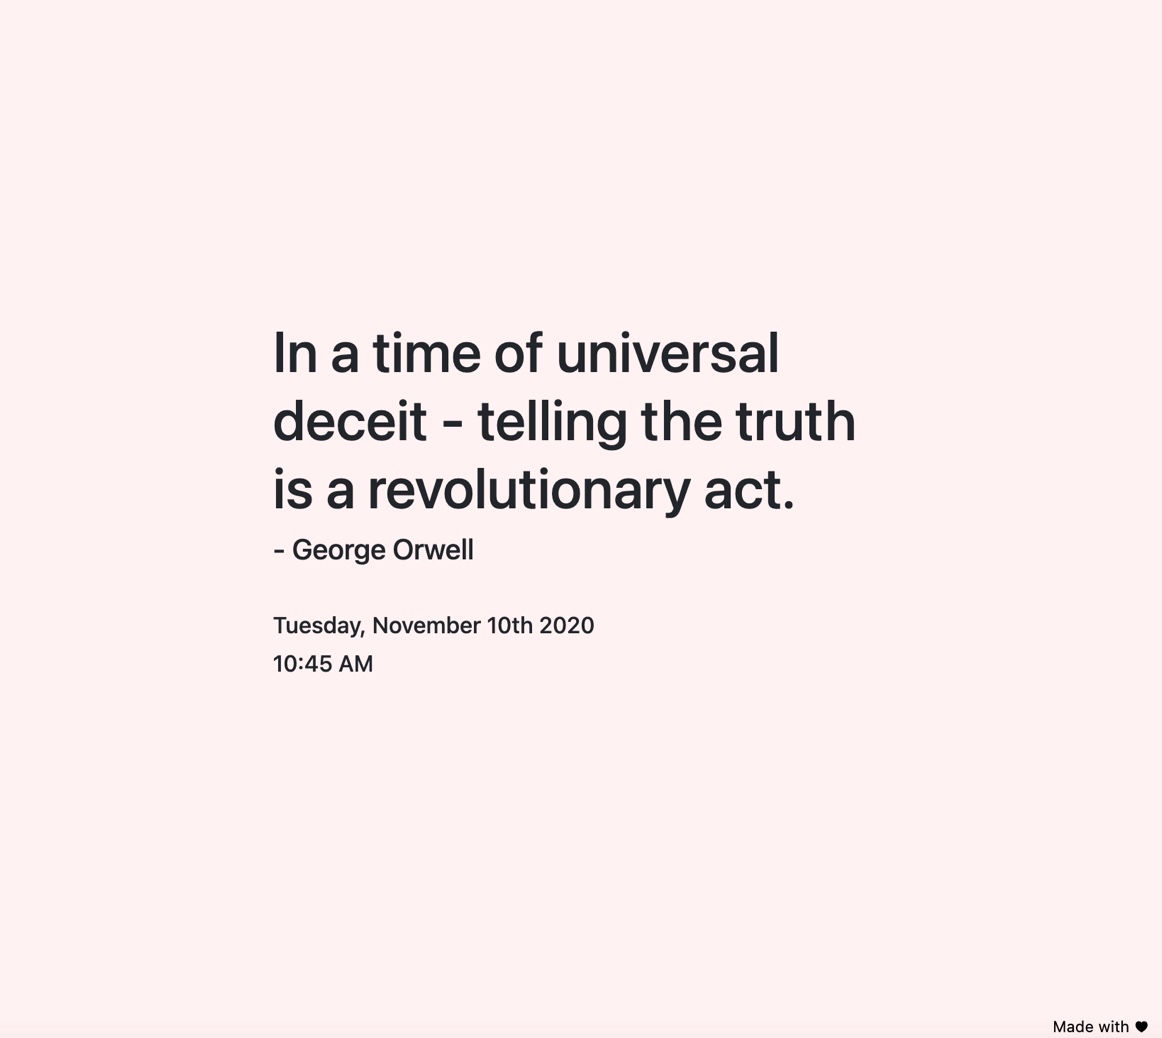 In a time of universal
deceit - telling the truth
is a revolutionary act.
- George Orwell
Tuesday, November 10th 2020
10:45 AM
Made with ♥